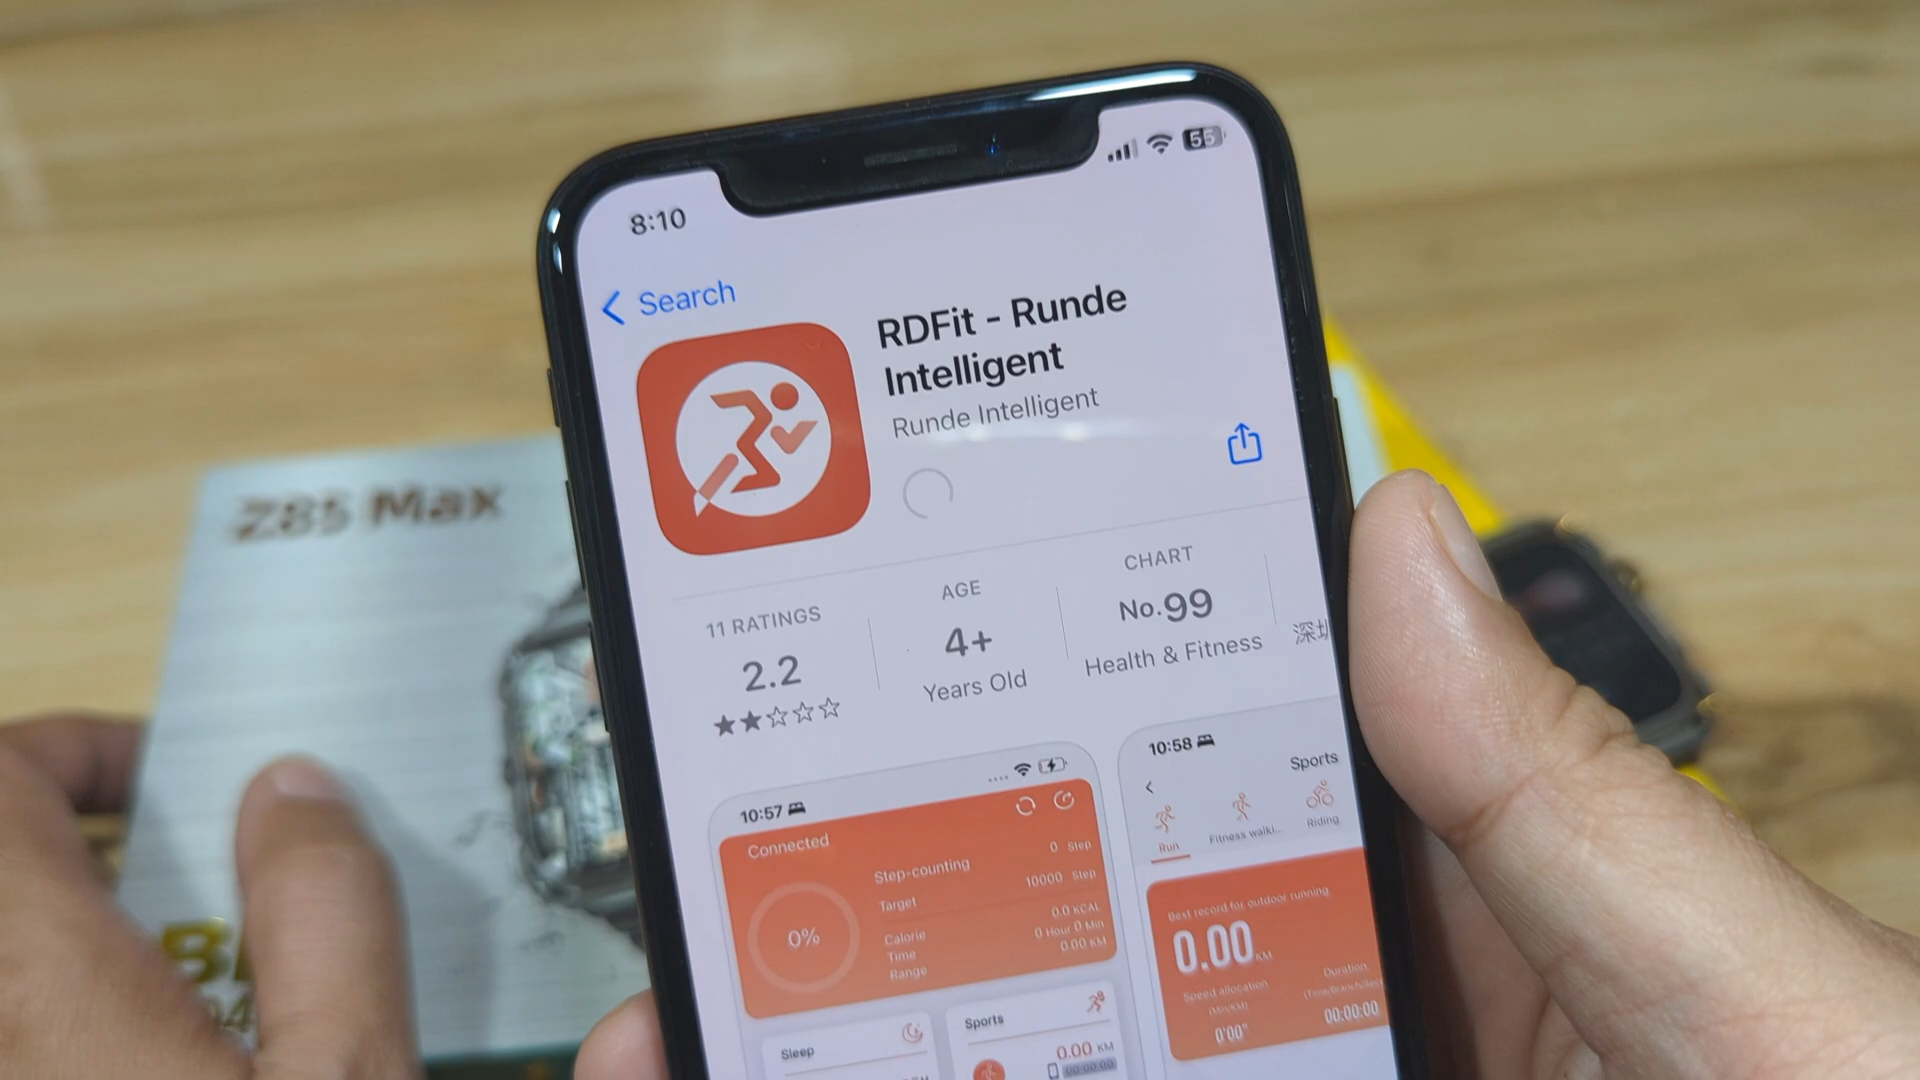 8:10
55
Search
RDFit - Runde
Intelligent
Runde Intelligent
11 RATINGS
2.2
AGE
4+
Years Old
CHART
No.99
Health & Fitness
深圳
10:57
Connected
0%
Step-counting 0 Step
Target 10000 Step
Calorie 0.0 KCAL
Time 0 Hour 0 Min
Range 0.00 KM
Sleep
Sports
0.00 KM
00:00:00
10:58
Sports
Run
Fitness walki...
Riding
Best record for outdoor running
0.00 KM
Speed allocation
(Min/KM)
0'00"
Duration
00:00:00
Z85 Max